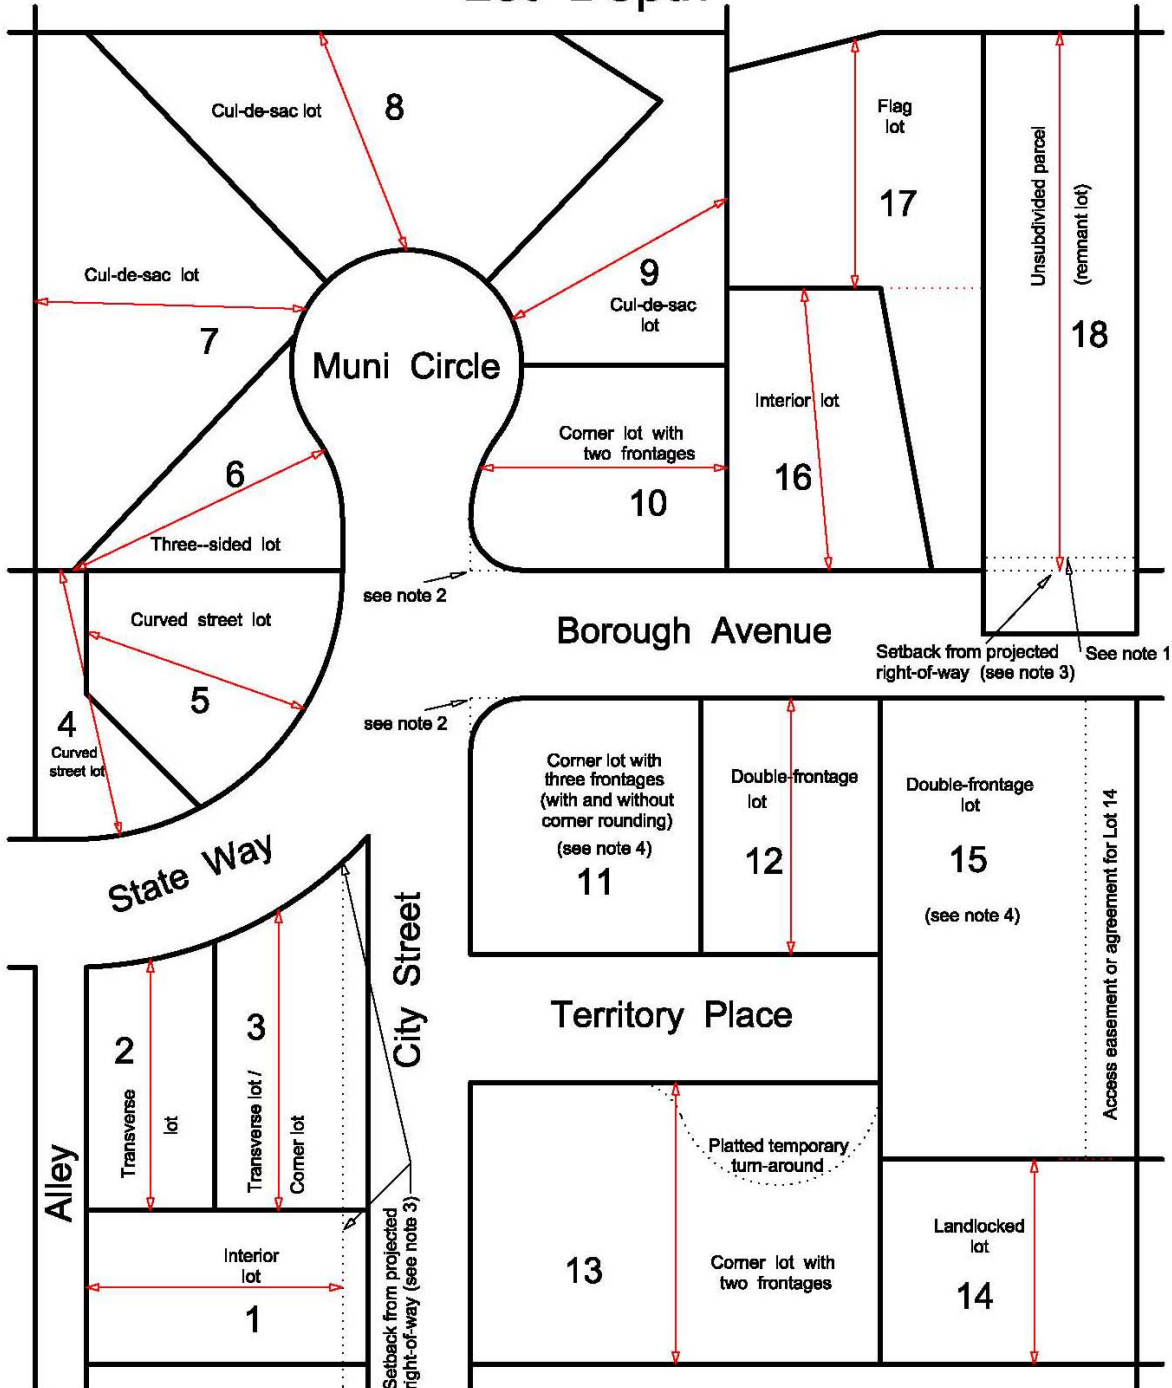 Lot Depth
Cul-de-sac lot
8
Flag
lot
17
Unsubdivided parcel
(remnant lot)
18
Cul-de-sac lot
7
9
Cul-de-sac
lot
Muni Circle
Interior lot
16
Corner lot with
two frontages
10
6
Three--sided lot
see note 2
Curved street lot
5
Borough Avenue
Setback from projected
right-of-way (see note 3)
See note 1
4
Curved
street lot
see note 2
Corner lot with
three frontages
(with and without
corner rounding)
(see note 4)
11
Double-frontage
lot
12
Double-frontage
lot
15
(see note 4)
Access easement or agreement for Lot 14
State Way
City Street
Territory Place
2
Transverse
lot
3
Transverse lot /
Corner lot
Alley
Platted temporary
turn-around
Setback from projected
right-of-way (see note 3)
Interior
lot
1
13
Corner lot with
two frontages
Landlocked
lot
14